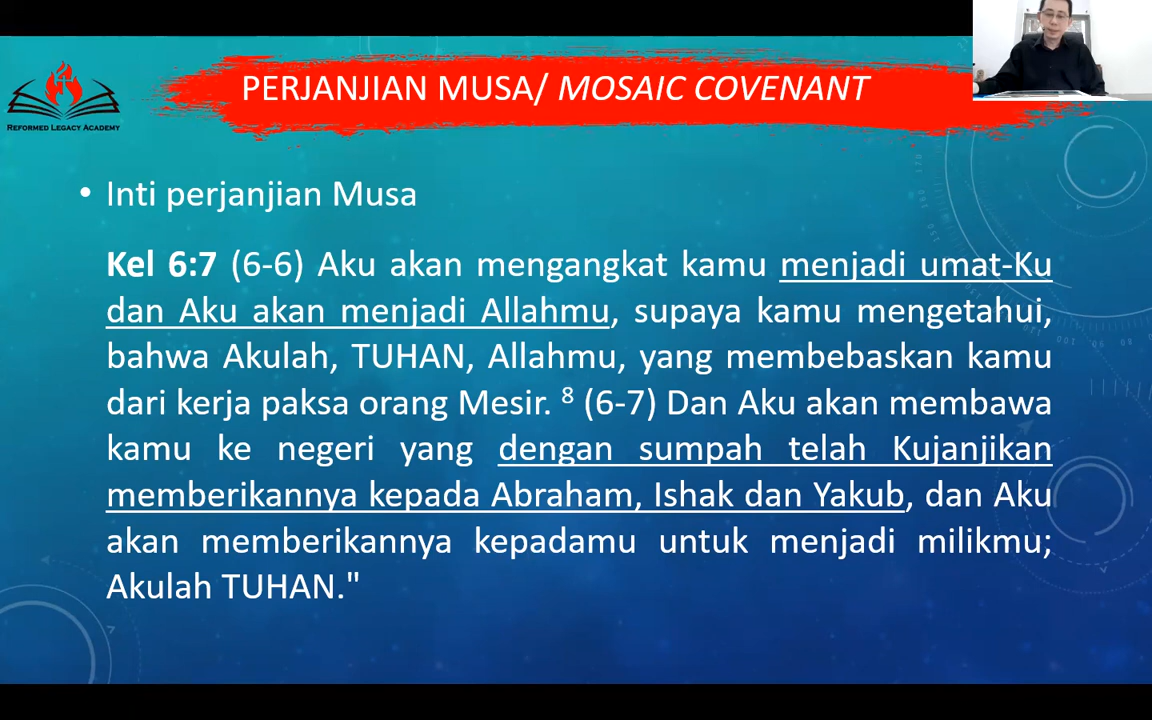 PERJANJIAN MUSA/ MOSAIC COVENANT
REFORMED LEGACY ACADEMY
• Inti perjanjian Musa
Kel 6:7 (6-6) Aku akan mengangkat kamu menjadi umat-Ku
dan Aku akan menjadi Allahmu, supaya kamu mengetahui,
bahwa Akulah, TUHAN, Allahmu, yang membebaskan kamu
dari kerja paksa orang Mesir. ⁸ (6-7) Dan Aku akan membawa
kamu ke negeri yang dengan sumpah telah Kujanjikan
memberikannya kepada Abraham, Ishak dan Yakub, dan Aku
akan memberikannya kepadamu untuk menjadi milikmu;
Akulah TUHAN."